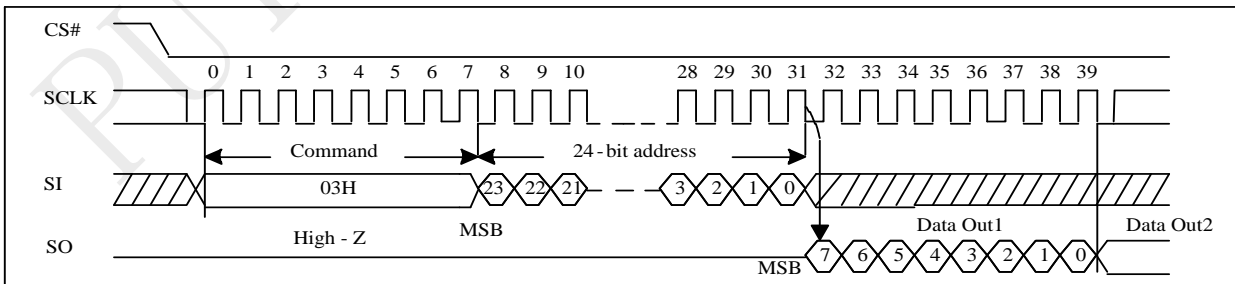 CS#
0 1 2 3 4 5 6 7 8 9 10 28 29 30 31 32 33 34 35 36 37 38 39
SCLK
Command 24-bit address
SI 03H 23 22 21 3 2 1 0
High - Z MSB Data Out1 Data Out2
SO MSB 7 6 5 4 3 2 1 0